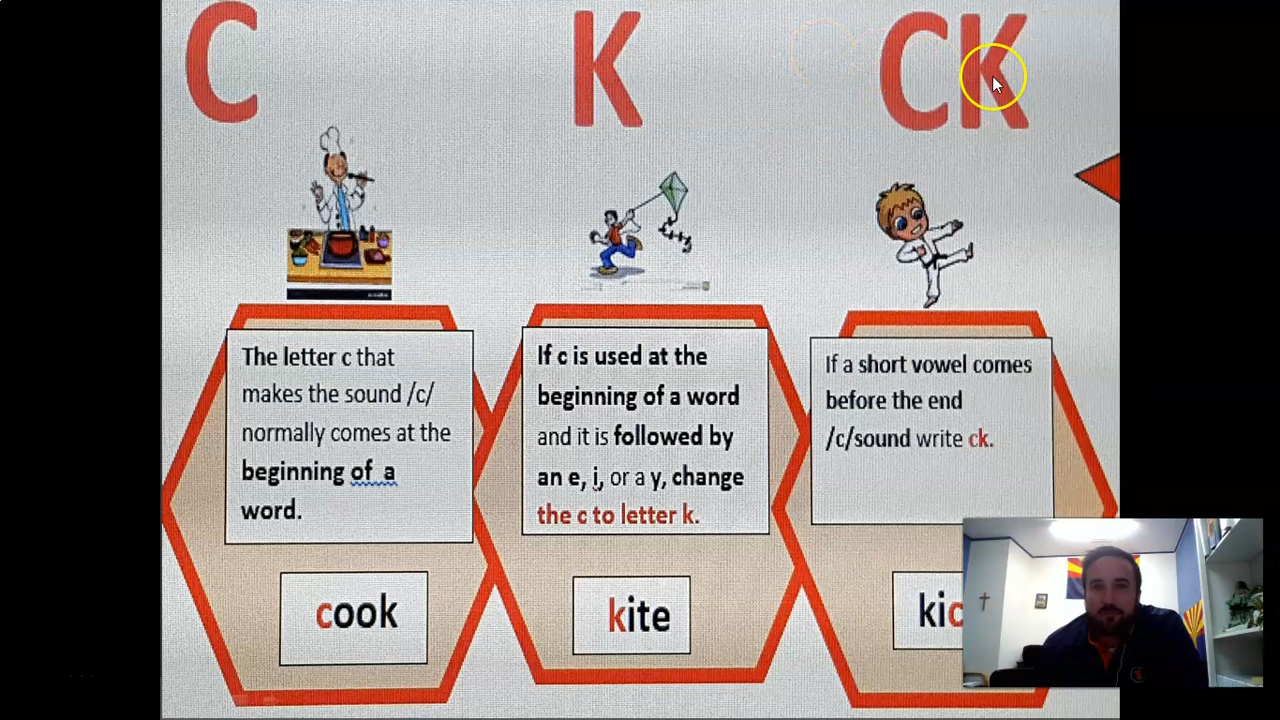 C
K
CK
The letter c that
makes the sound /c/
normally comes at the
beginning of a
word.
cook
If c is used at the
beginning of a word
and it is followed by
an e, i, or a y, change
the c to letter k.
kite
If a short vowel comes
before the end
/c/sound write ck.
kic